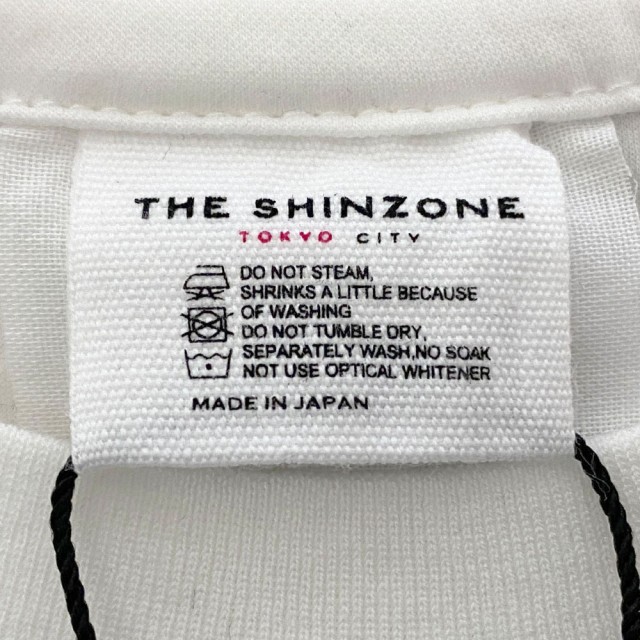 THE SHINZONE
TOKYO CITY
DO NOT STEAM,
SHRINKS A LITTLE BECAUSE
OF WASHING
DO NOT TUMBLE DRY,
SEPARATELY WASH,NO SOAK
NOT USE OPTICAL WHITENER
MADE IN JAPAN